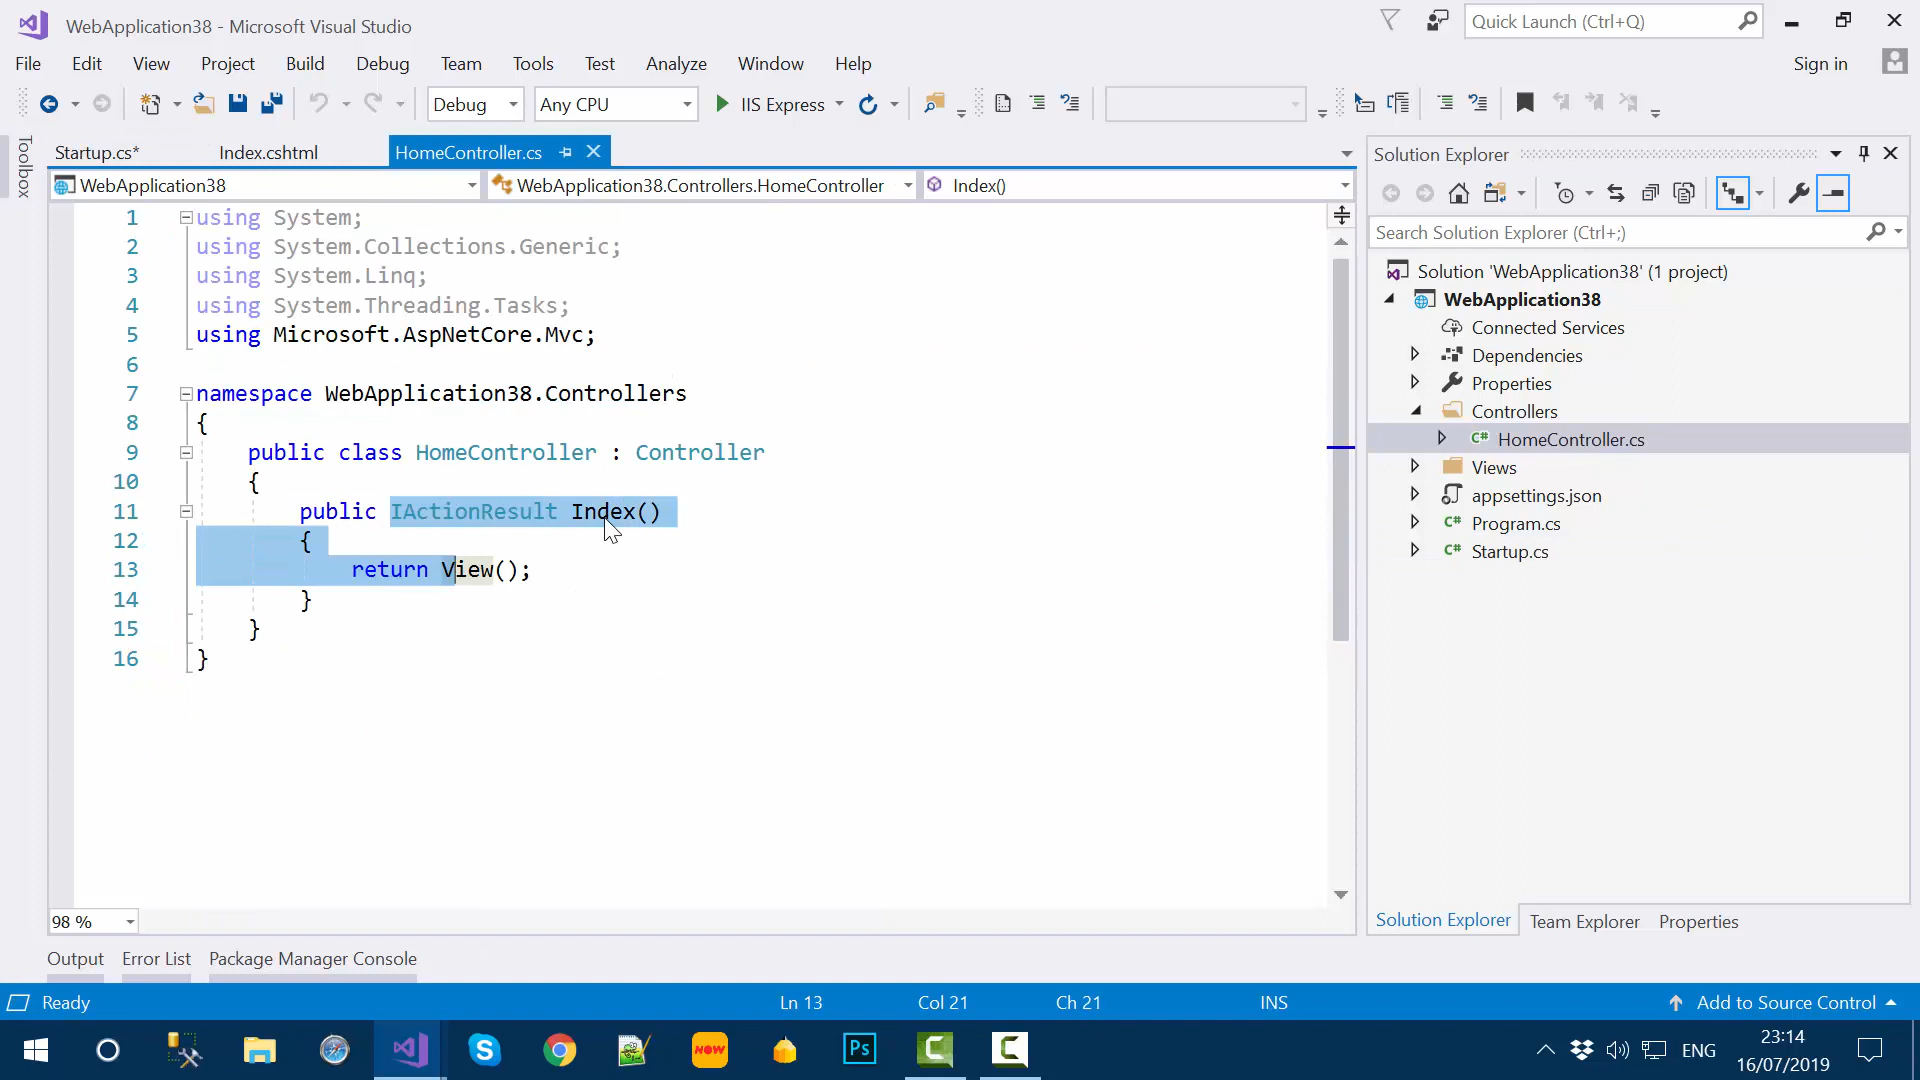 WebApplication38 - Microsoft Visual Studio
Quick Launch (Ctrl+Q)
File Edit View Project Build Debug Team Tools Test Analyze Window Help
Sign in
Debug Any CPU IIS Express
Toolbox
Startup.cs* Index.cshtml HomeController.cs
WebApplication38 WebApplication38.Controllers.HomeController Index()
1 using System;
2 using System.Collections.Generic;
3 using System.Linq;
4 using System.Threading.Tasks;
5 using Microsoft.AspNetCore.Mvc;
6
7 namespace WebApplication38.Controllers
8 {
9 public class HomeController : Controller
10 {
11 public IActionResult Index()
12 {
13 return View();
14 }
15 }
16 }
98 %
Solution Explorer
Search Solution Explorer (Ctrl+;)
Solution 'WebApplication38' (1 project)
WebApplication38
Connected Services
Dependencies
Properties
Controllers
C# HomeController.cs
Views
appsettings.json
C# Program.cs
C# Startup.cs
Solution Explorer Team Explorer Properties
Output Error List Package Manager Console
Ready Ln 13 Col 21 Ch 21 INS Add to Source Control
S NOW Ps C C
ENG
23:14
16/07/2019